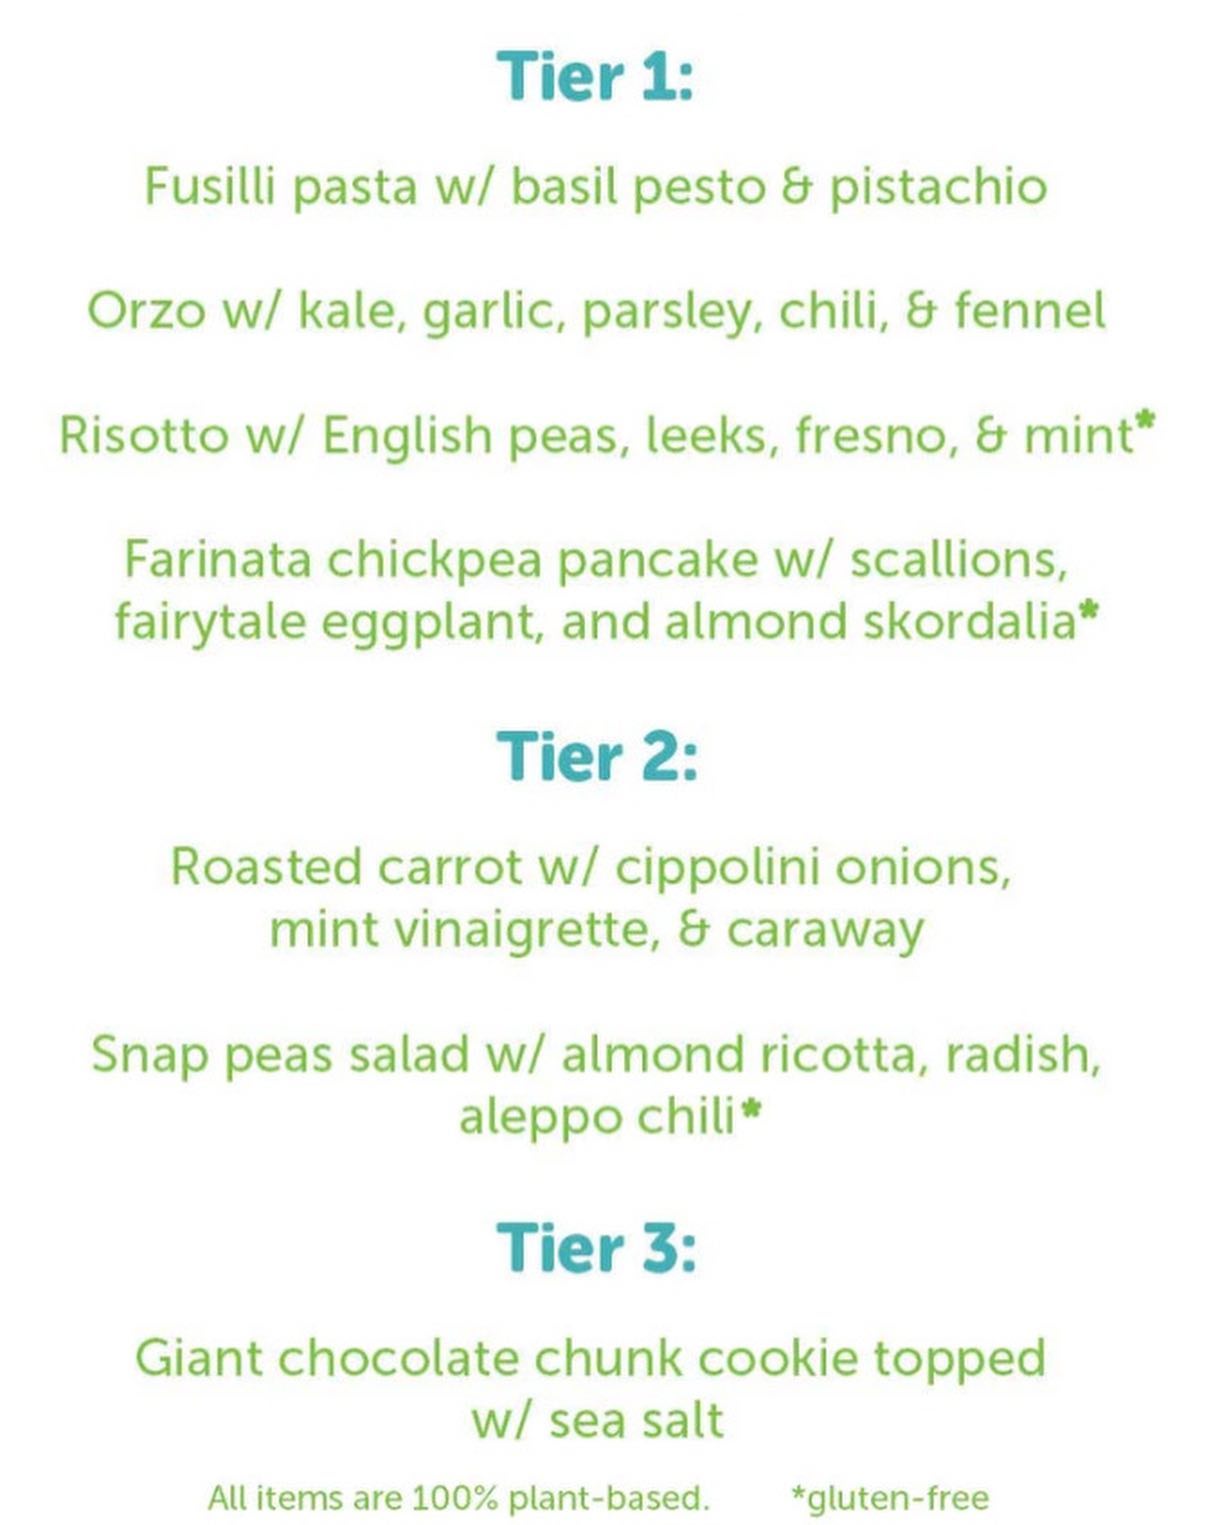 Tier 1:
Fusilli pasta w/ basil pesto & pistachio
Orzo w/ kale, garlic, parsley, chili, & fennel
Risotto w/ English peas, leeks, fresno, & mint*
Farinata chickpea pancake w/ scallions,
fairytale eggplant, and almond skordalia*
Tier 2:
Roasted carrot w/ cippolini onions,
mint vinaigrette, & caraway
Snap peas salad w/ almond ricotta, radish,
aleppo chili*
Tier 3:
Giant chocolate chunk cookie topped
w/ sea salt
All items are 100% plant-based. *gluten-free